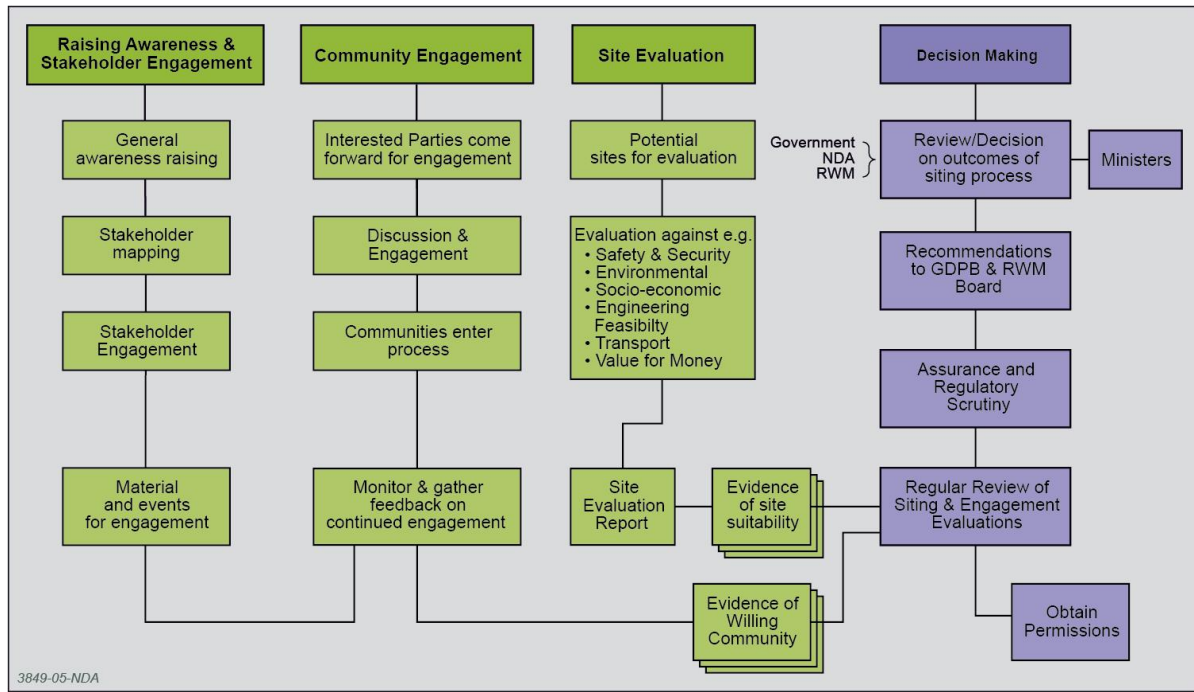 Raising Awareness &
Stakeholder Engagement
General
awareness raising
Stakeholder
mapping
Stakeholder
Engagement
Material
and events
for engagement
Community Engagement
Interested Parties come
forward for engagement
Discussion &
Engagement
Communities enter
process
Monitor & gather
feedback on
continued engagement
Site Evaluation
Potential
sites for evaluation
Evaluation against e.g.
• Safety & Security
• Environmental
• Socio-economic
• Engineering
Feasibilty
• Transport
• Value for Money
Site
Evaluation
Report
Evidence
of site
suitability
Evidence of
Willing
Community
Decision Making
Government
NDA
RWM
Review/Decision
on outcomes of
siting process
Ministers
Recommendations
to GDPB & RWM
Board
Assurance and
Regulatory
Scrutiny
Regular Review of
Siting & Engagement
Evaluations
Obtain
Permissions
3849-05-NDA